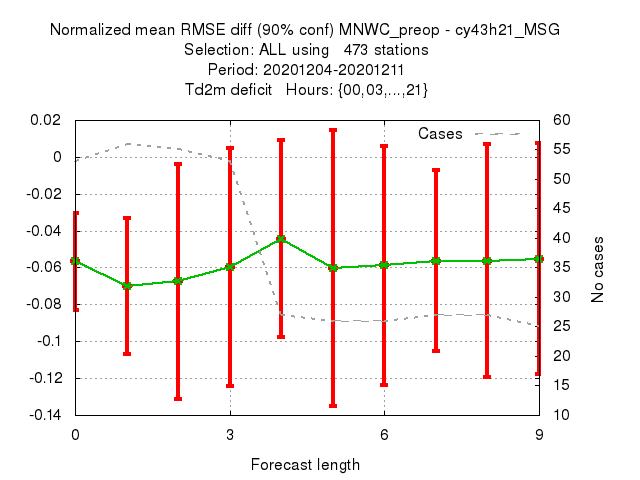 Normalized mean RMSE diff (90% conf) MNWC_preop - cy43h21_MSG
Selection: ALL using   473 stations
Period: 20201204-20201211
Td2m deficit   Hours: {00,03,...,21}
Cases
0.02
0
-0.02
-0.04
-0.06
-0.08
-0.1
-0.12
-0.14
60
55
50
45
40
35
30
25
20
15
10
No cases
0 3 6 9
Forecast length